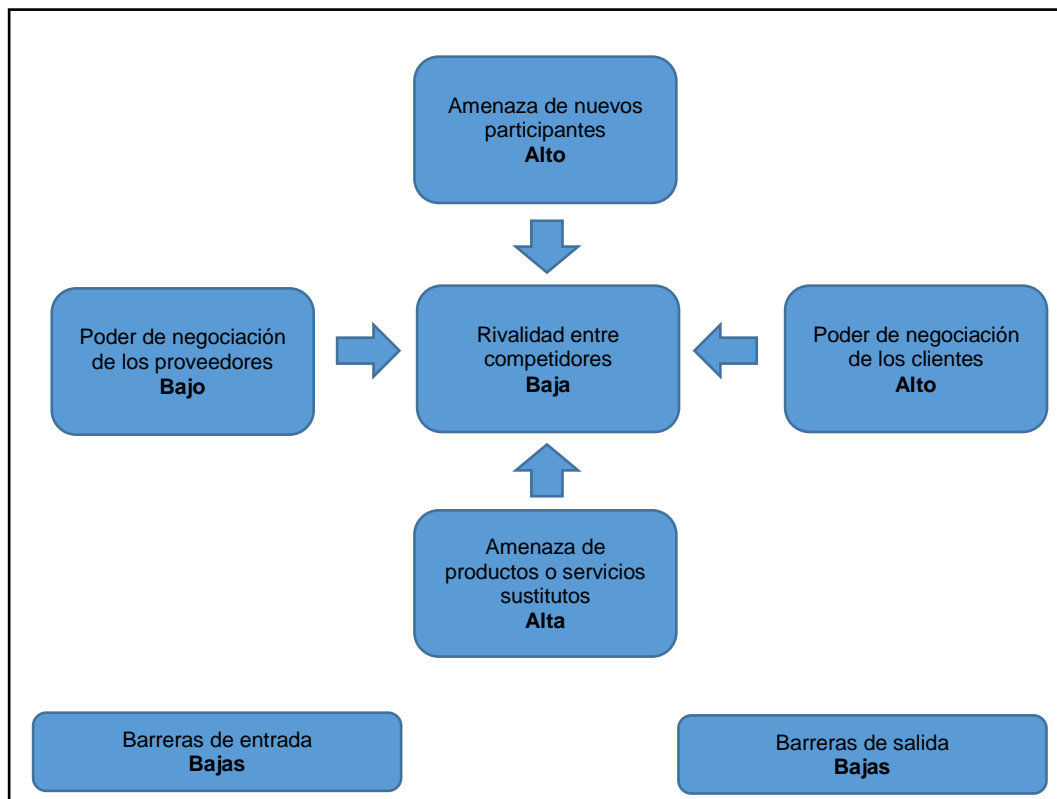 Amenaza de nuevos
participantes
Alto
Poder de negociación
de los proveedores
Bajo
Rivalidad entre
competidores
Baja
Poder de negociación
de los clientes
Alto
Amenaza de
productos o servicios
sustitutos
Alta
Barreras de entrada
Bajas
Barreras de salida
Bajas